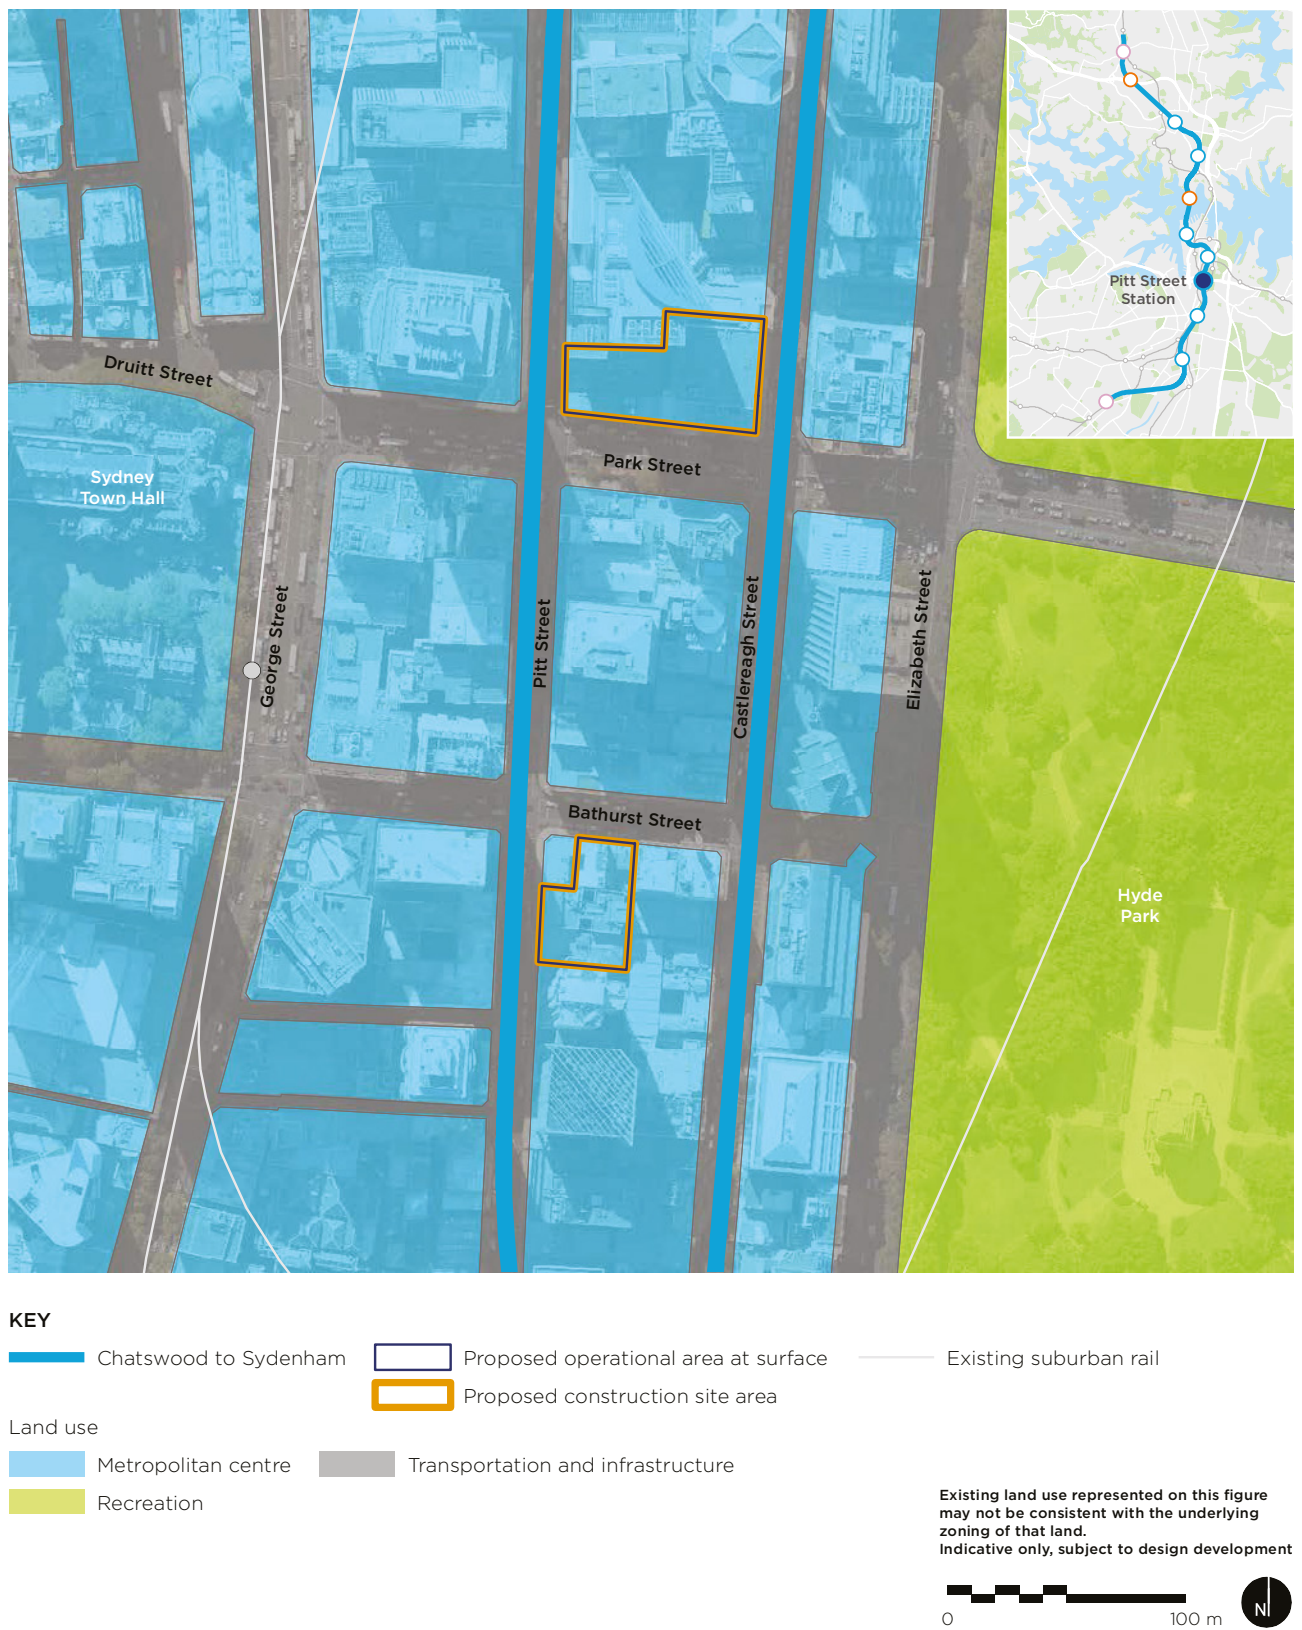 Pitt Street
Station
Druitt Street
Sydney
Town Hall
Park Street
George Street
Pitt Street
Castlereagh Street
Elizabeth Street
Bathurst Street
Hyde
Park
KEY
Chatswood to Sydenham
Proposed operational area at surface
Existing suburban rail
Proposed construction site area
Land use
Metropolitan centre
Transportation and infrastructure
Recreation
Existing land use represented on this figure
may not be consistent with the underlying
zoning of that land.
Indicative only, subject to design development
0
100 m
N